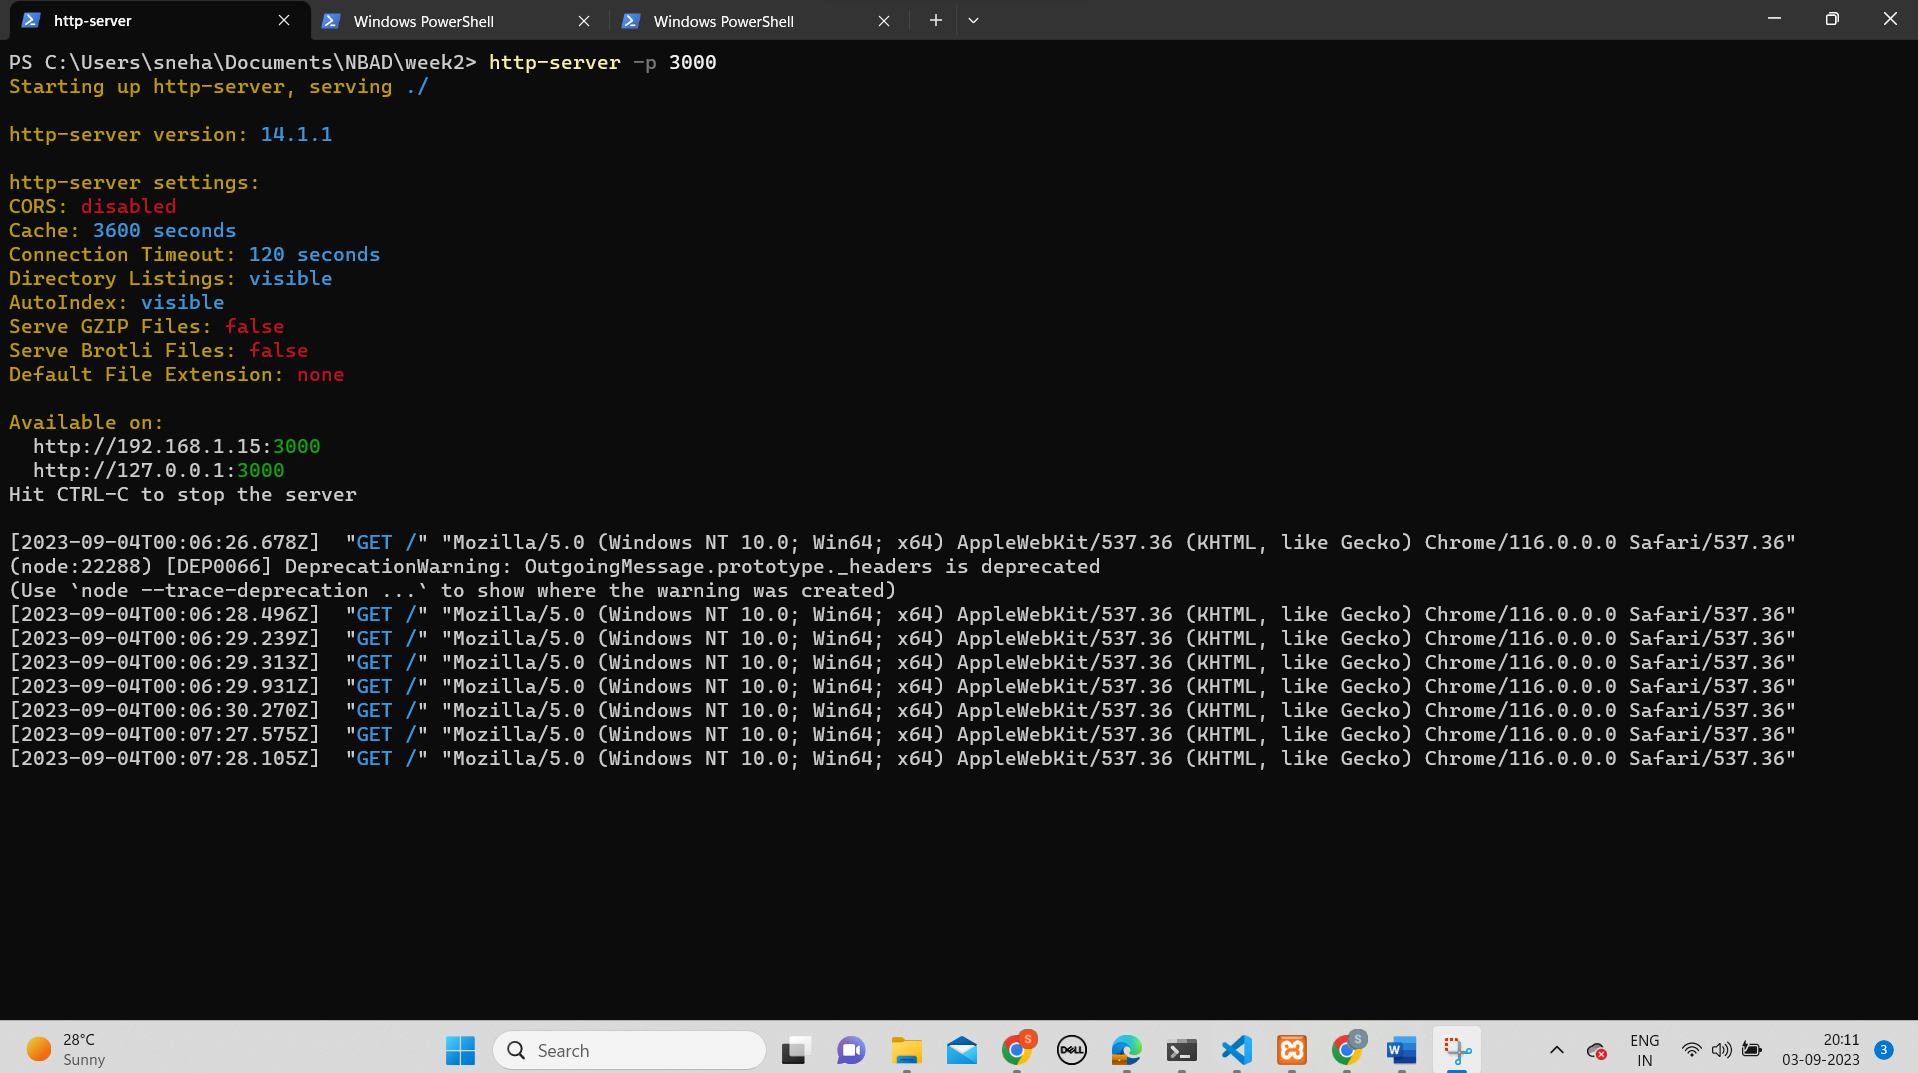 http-server
Windows PowerShell
Windows PowerShell
PS C:\Users\sneha\Documents\NBAD\week2> http-server -p 3000
Starting up http-server, serving ./
http-server version: 14.1.1
http-server settings:
CORS: disabled
Cache: 3600 seconds
Connection Timeout: 120 seconds
Directory Listings: visible
AutoIndex: visible
Serve GZIP Files: false
Serve Brotli Files: false
Default File Extension: none
Available on:
http://192.168.1.15:3000
http://127.0.0.1:3000
Hit CTRL-C to stop the server
[2023-09-04T00:06:26.678Z]  "GET /" "Mozilla/5.0 (Windows NT 10.0; Win64; x64) AppleWebKit/537.36 (KHTML, like Gecko) Chrome/116.0.0.0 Safari/537.36"
(node:22288) [DEP0066] DeprecationWarning: OutgoingMessage.prototype._headers is deprecated
(Use `node --trace-deprecation ...` to show where the warning was created)
[2023-09-04T00:06:28.496Z]  "GET /" "Mozilla/5.0 (Windows NT 10.0; Win64; x64) AppleWebKit/537.36 (KHTML, like Gecko) Chrome/116.0.0.0 Safari/537.36"
[2023-09-04T00:06:29.239Z]  "GET /" "Mozilla/5.0 (Windows NT 10.0; Win64; x64) AppleWebKit/537.36 (KHTML, like Gecko) Chrome/116.0.0.0 Safari/537.36"
[2023-09-04T00:06:29.313Z]  "GET /" "Mozilla/5.0 (Windows NT 10.0; Win64; x64) AppleWebKit/537.36 (KHTML, like Gecko) Chrome/116.0.0.0 Safari/537.36"
[2023-09-04T00:06:29.931Z]  "GET /" "Mozilla/5.0 (Windows NT 10.0; Win64; x64) AppleWebKit/537.36 (KHTML, like Gecko) Chrome/116.0.0.0 Safari/537.36"
[2023-09-04T00:06:30.270Z]  "GET /" "Mozilla/5.0 (Windows NT 10.0; Win64; x64) AppleWebKit/537.36 (KHTML, like Gecko) Chrome/116.0.0.0 Safari/537.36"
[2023-09-04T00:07:27.575Z]  "GET /" "Mozilla/5.0 (Windows NT 10.0; Win64; x64) AppleWebKit/537.36 (KHTML, like Gecko) Chrome/116.0.0.0 Safari/537.36"
[2023-09-04T00:07:28.105Z]  "GET /" "Mozilla/5.0 (Windows NT 10.0; Win64; x64) AppleWebKit/537.36 (KHTML, like Gecko) Chrome/116.0.0.0 Safari/537.36"
28°C
Sunny
Search
S
DELL
S
W
ENG
IN
20:11
03-09-2023
3